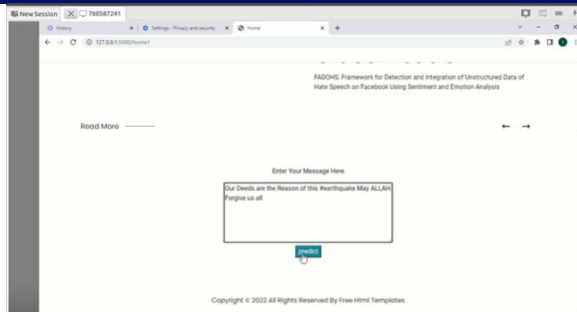 New Session
760587241
History
Settings - Privacy and security
Home
127.0.0.1:5000/home1
FADOHS: Framework for Detection and Integration of Unstructured Data of
Hate Speech on Facebook Using Sentiment and Emotion Analysis
Read More
Enter Your Message Here
Our Deeds are the Reason of this #earthquake May ALLAH
Forgive us all
predict
Copyright © 2022 All Rights Reserved By Free Html Templates